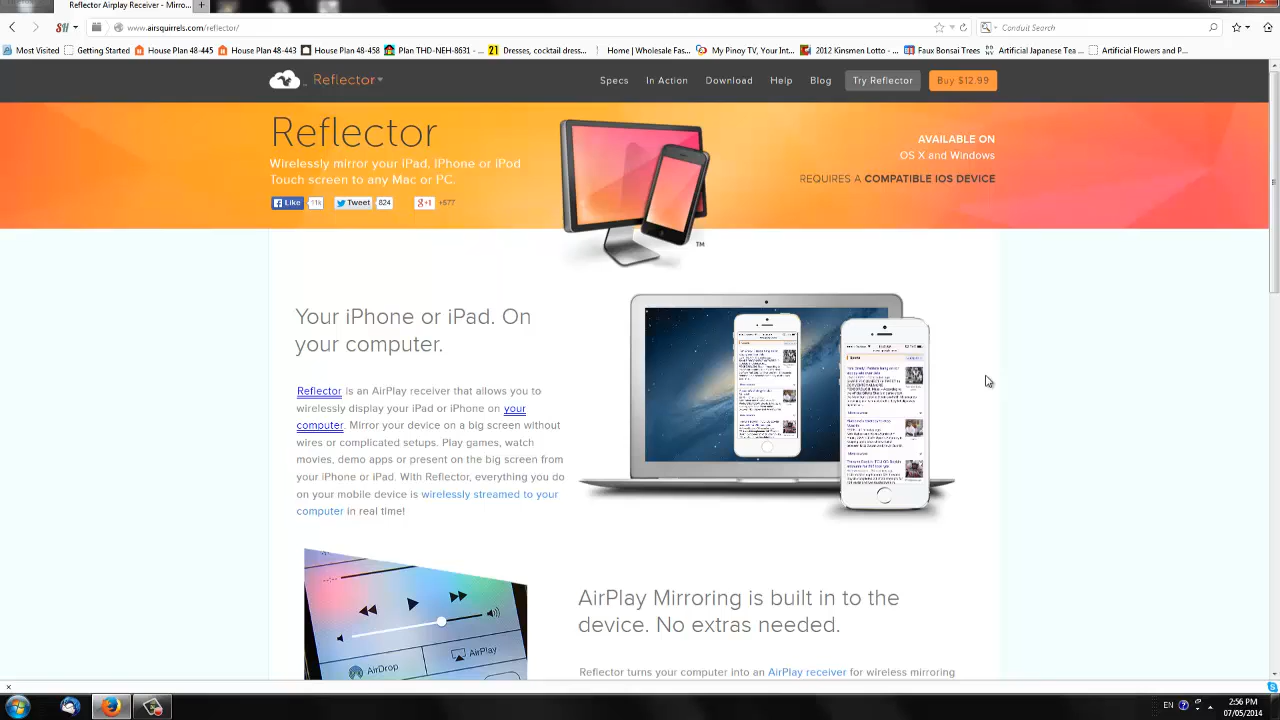 Reflector Airplay Receiver - Mirro...
www.airsquirrels.com/reflector/
Conduit Search
Most Visited
Getting Started
House Plan 48-445
House Plan 48-443
House Plan 48-458
Plan THD-NEH-8631 -...
Dresses, cocktail dress...
Home | Wholesale Fas...
My Pinoy TV, Your Int...
2012 Kinsmen Lotto -...
Faux Bonsai Trees
Artificial Japanese Tea ...
Artificial Flowers and P...
Reflector
Specs
In Action
Download
Help
Blog
Try Reflector
Buy $12.99
Reflector
Wirelessly mirror your iPad, IPhone or iPod
Touch screen to any Mac or PC.
Like 11k
Tweet 824
+1 +577
AVAILABLE ON
OS X and Windows
REQUIRES A COMPATIBLE IOS DEVICE
TM
Your iPhone or iPad. On
your computer.
Reflector is an AirPlay receiver that allows you to
wirelessly display your iPad or iPhone on your
computer. Mirror your device on a big screen without
wires or complicated setups. Play games, watch
movies, demo apps or present on the big screen from
your iPhone or iPad. With Reflector, everything you do
on your mobile device is wirelessly streamed to your
computer in real time!
AirDrop
AirPlay
AirPlay Mirroring is built in to the
device. No extras needed.
Reflector turns your computer into an AirPlay receiver for wireless mirroring
EN
2:56 PM
07/05/2014